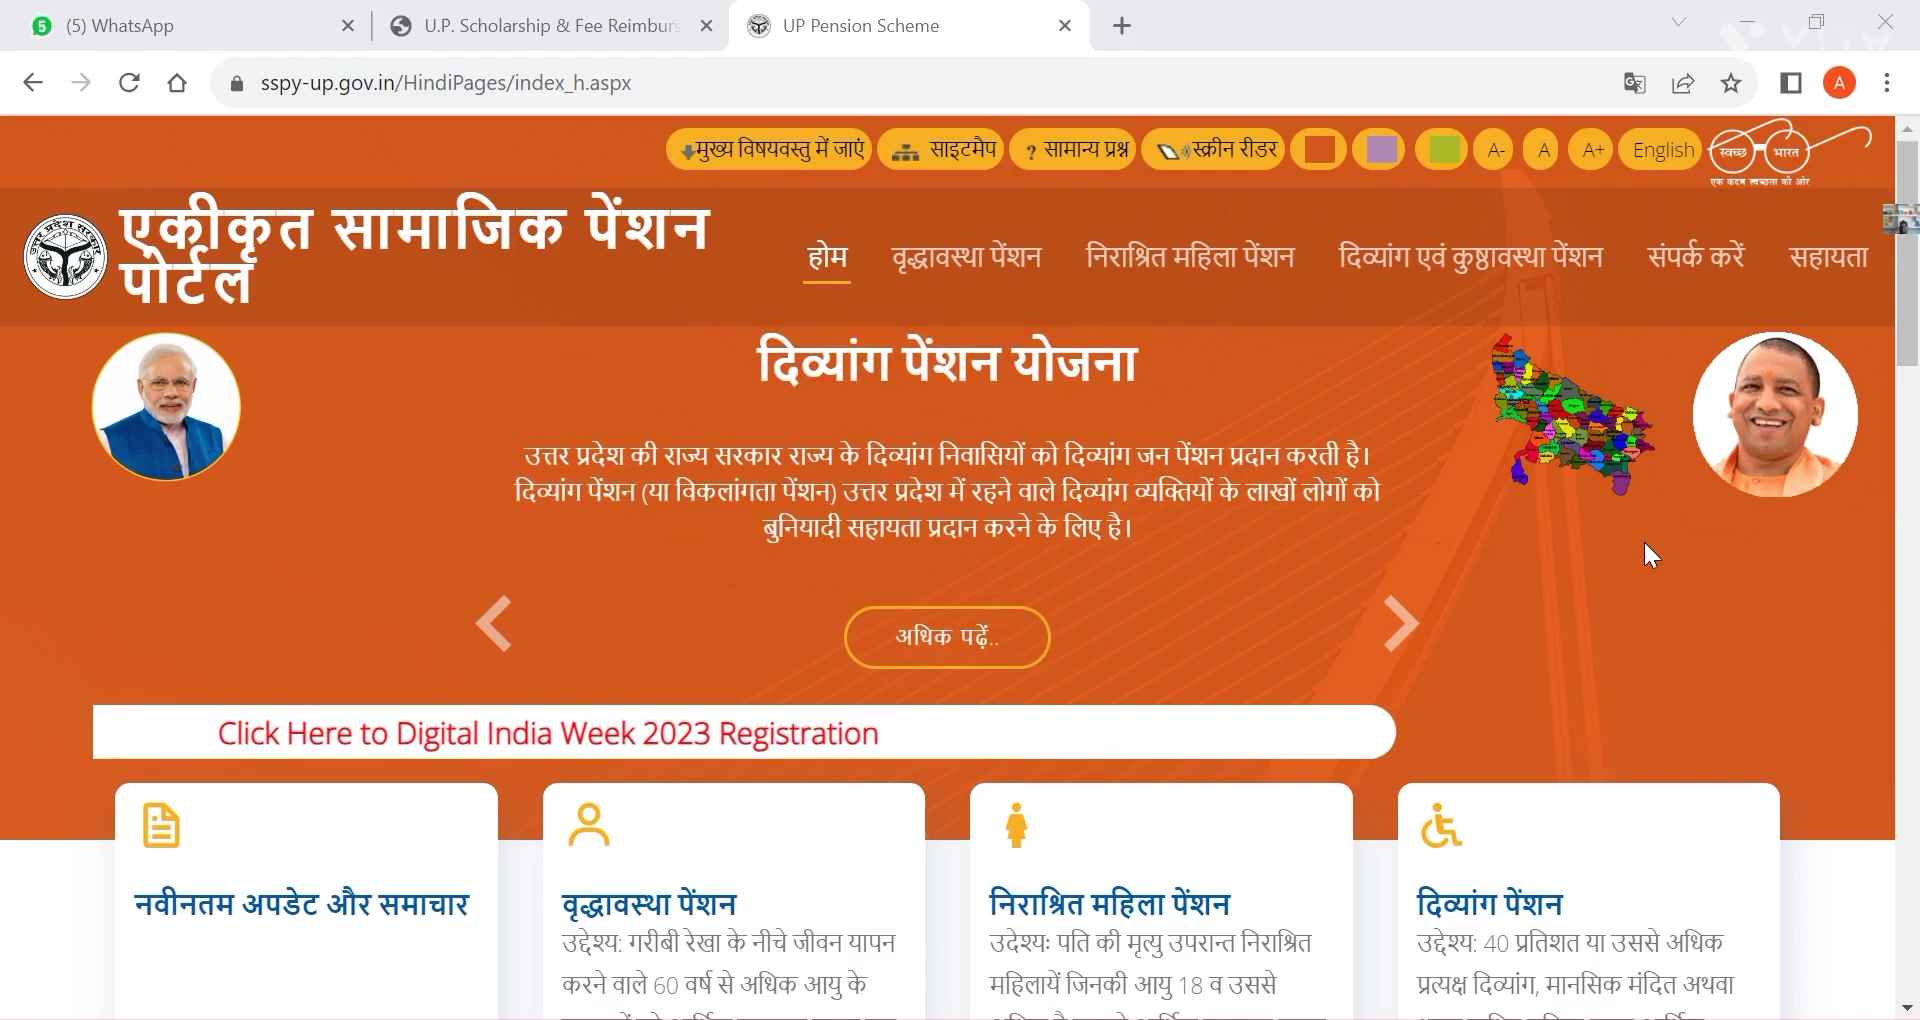 (5) WhatsApp
U.P. Scholarship & Fee Reimburs
UP Pension Scheme
sspy-up.gov.in/HindiPages/index_h.aspx
A
मुख्य विषयवस्तु में जाएं
साइटमैप
? सामान्य प्रश्न
स्क्रीन रीडर
A-
A
A+
English
स्वच्छ भारत
एक कदम स्वच्छता की ओर
एकीकृत सामाजिक पेंशन
पोर्टल
होम
वृद्धावस्था पेंशन
निराश्रित महिला पेंशन
दिव्यांग एवं कुष्ठावस्था पेंशन
संपर्क करें
सहायता
दिव्यांग पेंशन योजना
उत्तर प्रदेश की राज्य सरकार राज्य के दिव्यांग निवासियों को दिव्यांग जन पेंशन प्रदान करती है।
दिव्यांग पेंशन (या विकलांगता पेंशन) उत्तर प्रदेश में रहने वाले दिव्यांग व्यक्तियों के लाखों लोगों को
बुनियादी सहायता प्रदान करने के लिए है।
अधिक पढ़ें..
Click Here to Digital India Week 2023 Registration
नवीनतम अपडेट और समाचार
वृद्धावस्था पेंशन
उद्देश्य: गरीबी रेखा के नीचे जीवन यापन
करने वाले 60 वर्ष से अधिक आयु के
निराश्रित महिला पेंशन
उदेश्यः पति की मृत्यु उपरान्त निराश्रित
महिलायें जिनकी आयु 18 व उससे
दिव्यांग पेंशन
उद्देश्य: 40 प्रतिशत या उससे अधिक
प्रत्यक्ष दिव्यांग, मानसिक मंदित अथवा